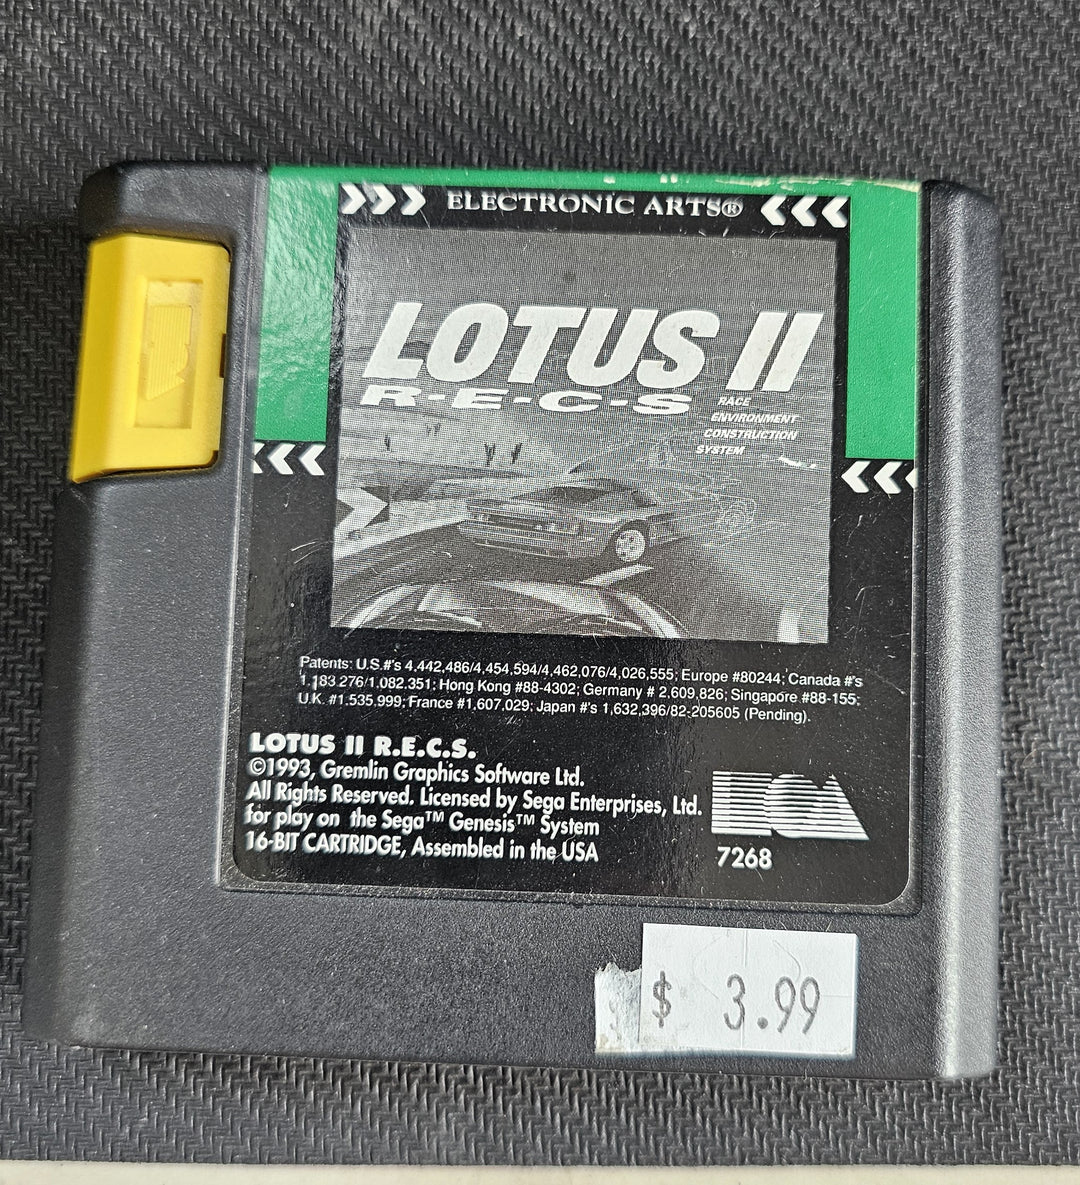 ELECTRONIC ARTS®
LOTUS II
R-E-C-S
RACE
ENVIRONMENT
CONSTRUCTION
SYSTEM
Patents: U.S.#'s 4,442,486/4,454,594/4,462,076/4,026,555; Europe #80244; Canada #'s
1,183.276/1,082.351; Hong Kong #88-4302; Germany # 2,609,826; Singapore #88-155;
U.K. #1.535.999; France #1,607.029; Japan #'s 1,632,396/82-205605 (Pending).
LOTUS II R.E.C.S.
©1993, Gremlin Graphics Software Ltd.
All Rights Reserved. Licensed by Sega Enterprises, Ltd.
for play on the Sega™ Genesis™ System
16-BIT CARTRIDGE, Assembled in the USA
EA
7268
$ 3.99